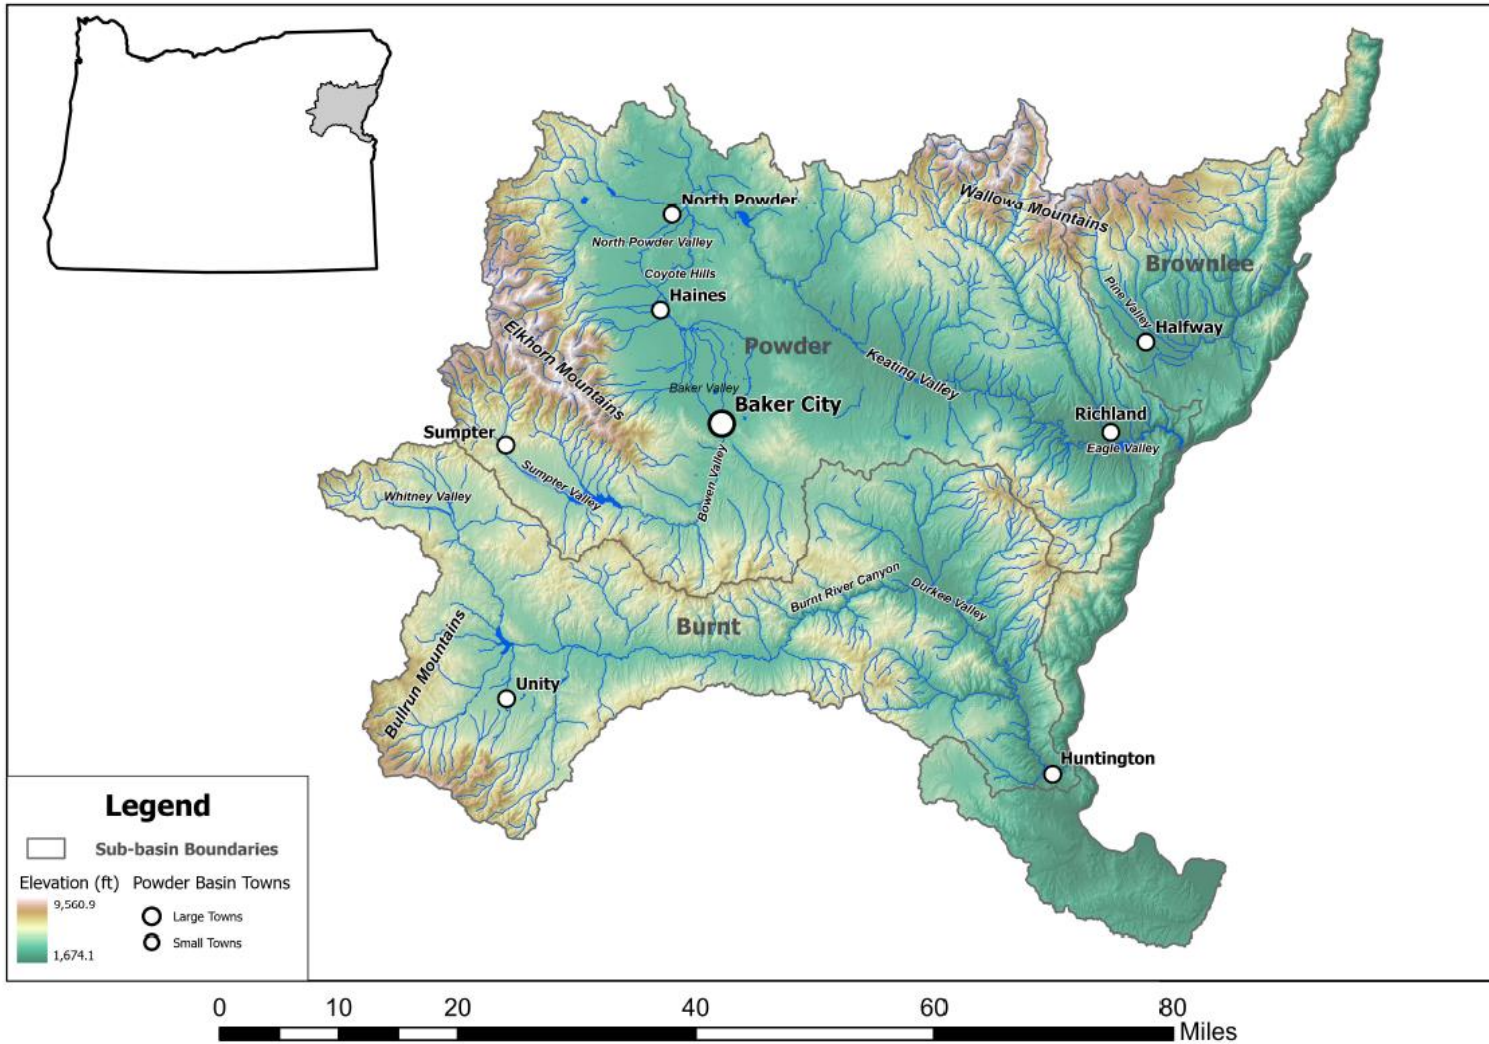 North Powder
Wallowa Mountains
North Powder Valley
Brownlee
Coyote Hills
Pine Valley
Haines
Halfway
Elkhorn Mountains
Powder
Keating Valley
Baker Valley
Baker City
Richland
Sumpter
Eagle Valley
Sumpter Valley
Bowen Valley
Whitney Valley
Burnt River Canyon
Durkee Valley
Burnt
Bullrun Mountains
Unity
Huntington
Legend
Sub-basin Boundaries
Elevation (ft) Powder Basin Towns
9,560.9
Large Towns
Small Towns
1,674.1
0 10 20 40 60 80
Miles